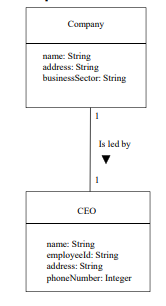 Company
name: String
address: String
businessSector: String
1
Is led by
1
CEO
name: String
employeeId: String
address: String
phoneNumber: Integer